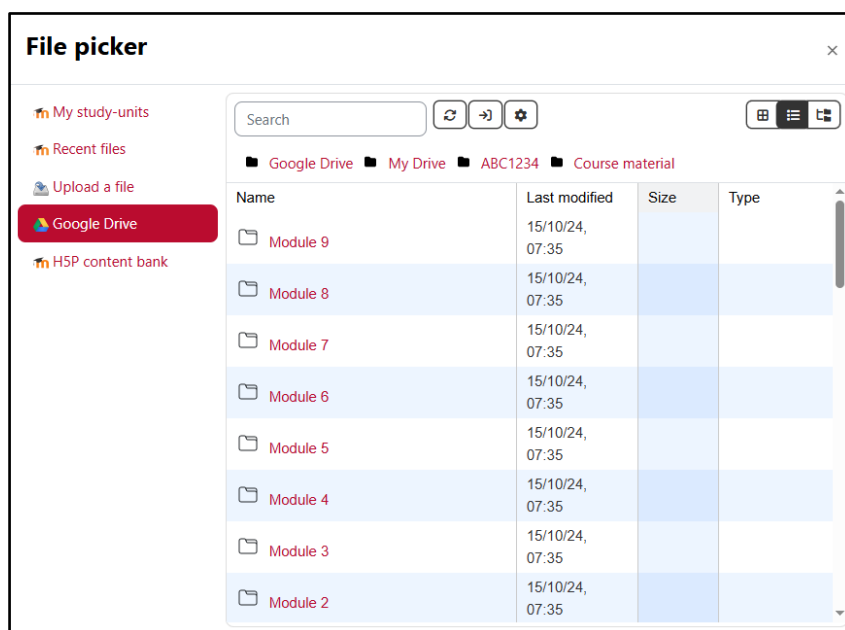 File picker
×
My study-units
Recent files
Upload a file
Google Drive
H5P content bank
Search
Google Drive My Drive ABC1234 Course material
Name Last modified Size Type
Module 9 15/10/24,
07:35
Module 8 15/10/24,
07:35
Module 7 15/10/24,
07:35
Module 6 15/10/24,
07:35
Module 5 15/10/24,
07:35
Module 4 15/10/24,
07:35
Module 3 15/10/24,
07:35
Module 2 15/10/24,
07:35